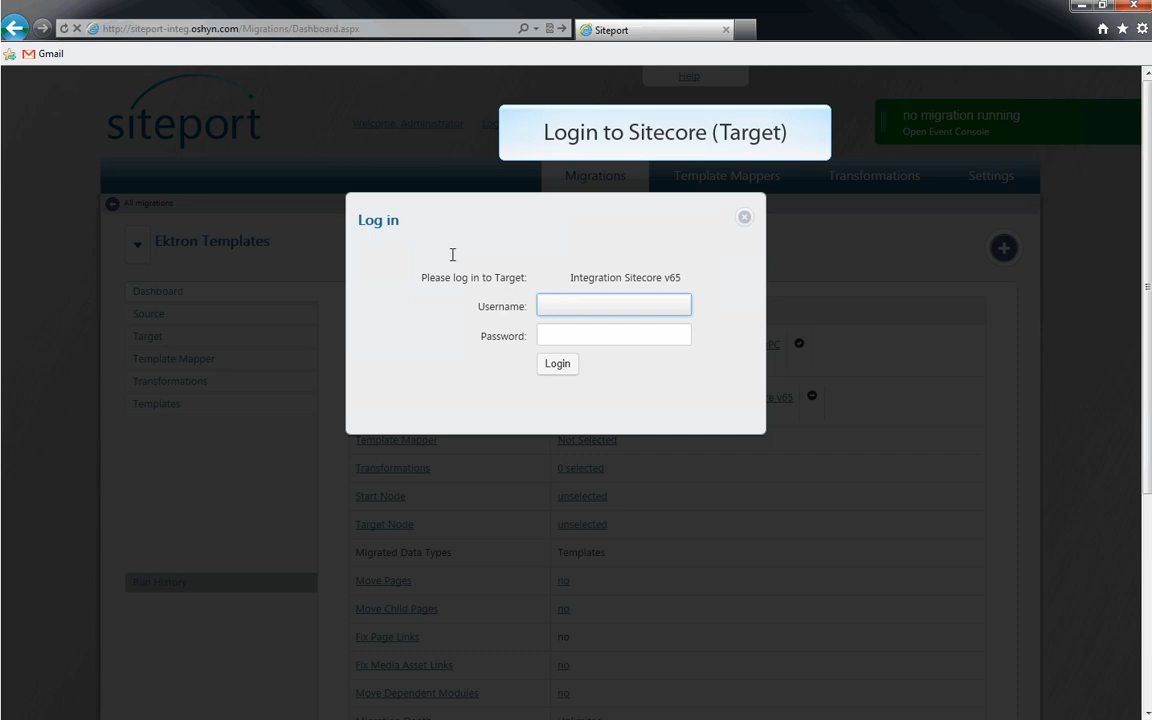 http://siteport-integ.oshyn.com/Migrations/Dashboard.aspx
Siteport
Gmail
Help
siteport
Welcome, Administrator
Login to Sitecore (Target)
no migration running
Open Event Console
Migrations
Template Mappers
Transformations
Settings
All migrations
Log in
Ektron Templates
Please log in to Target:
Integration Sitecore v65
Username:
Password:
Login
Dashboard
Source
Target
Template Mapper
Transformations
Templates
Run History
PC
e v65
Template Mapper
Not Selected
Transformations
0 selected
Start Node
unselected
Target Node
unselected
Migrated Data Types
Templates
Move Pages
no
Move Child Pages
no
Fix Page Links
no
Fix Media Asset Links
no
Move Dependent Modules
no